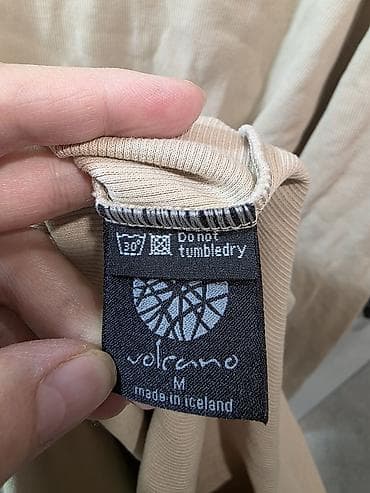 30°
Do not
tumbledry
volcano
M
made in iceland